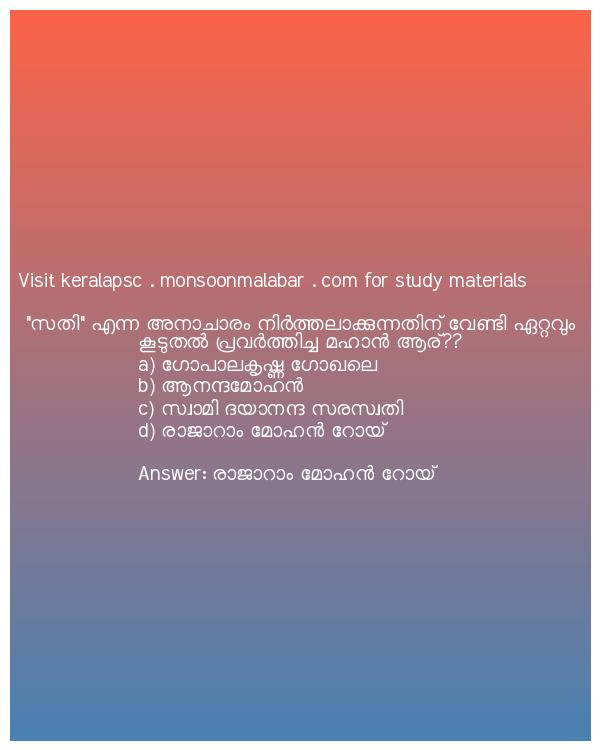 Visit keralapsc . monsoonmalabar . com for study materials
"സതി" എന്ന അനാചാരം നിർത്തലാക്കുന്നതിന് വേണ്ടി ഏറ്റവും
കൂടുതൽ പ്രവർത്തിച്ച മഹാൻ ആര്??
a) ഗോപാലകൃഷ്ണ ഗോഖലെ
b) ആനന്ദമോഹൻ
c) സ്വാമി ദയാനന്ദ സരസ്വതി
d) രാജാറാം മോഹൻ റോയ്
Answer: രാജാറാം മോഹൻ റോയ്